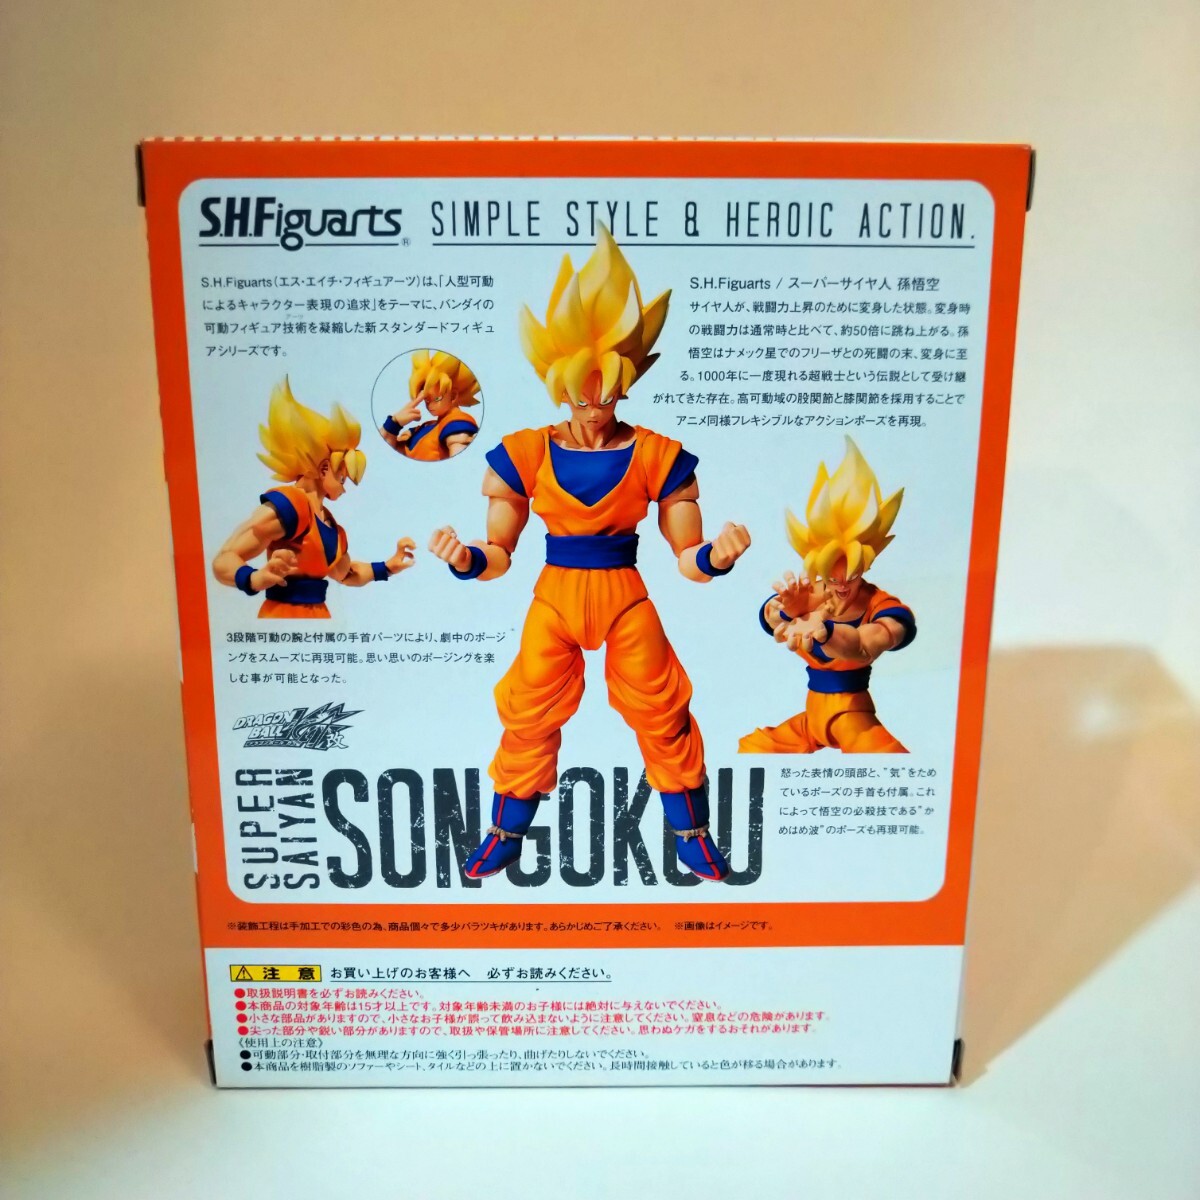 S.H.Figuarts® SIMPLE STYLE & HEROIC ACTION.
S.H.Figuarts(エス・エイチ・フィギュアーツ)は、「人型可動
によるキャラクター表現の追求」をテーマに、バンダイの
アーツ
可動フィギュア技術を凝縮した新スタンダードフィギュ
アシリーズです。
S.H.Figuarts / スーパーサイヤ人 孫悟空
サイヤ人が、戦闘力上昇のために変身した状態。変身時
の戦闘力は通常時と比べて、約50倍に跳ね上がる。孫
悟空はナメック星でのフリーザとの死闘の末、変身に至
る。1000年に一度現れる超戦士という伝説として受け継
がれてきた存在。高可動域の股関節と膝関節を採用することで
アニメ同様フレキシブルなアクションポーズを再現。
3段階可動の腕と付属の手首パーツにより、劇中のポージ
ングをスムーズに再現可能。思い思いのポージングを楽
しむ事が可能となった。
DRAGON
BALL
改
SUPER
SAIYAN
SON GOKOU
怒った表情の頭部と、“気”をため
ているポーズの手首も付属。これ
によって悟空の必殺技である“か
めはめ波”のポーズも再現可能。
※装飾工程は手加工での彩色の為、商品個々で多少バラツキがあります。あらかじめご了承ください。 ※画像はイメージです。
⚠注 意 お買い上げのお客様へ 必ずお読みください。
●取扱説明書を必ずお読みください。
●本商品の対象年齢は15才以上です。対象年齢未満のお子様には絶対に与えないでください。
●小さな部品がありますので、小さなお子様が誤って飲み込まないように注意してください。窒息などの危険があります。
●尖った部分や鋭い部分がありますので、取扱や保管場所に注意してください。思わぬケガをするおそれがあります。
《使用上の注意》
●可動部分・取付部分を無理な方向に強く引っ張ったり、曲げたりしないでください。
●本商品を樹脂製のソファーやシート、タイルなどの上に置かないでください。長時間接触していると色が移る場合があります。